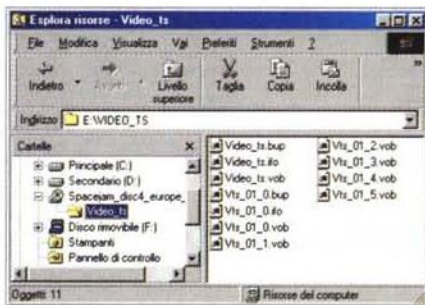 Esplora risorse - Video_ts
File Modifica Visualizza Vai Preferiti Strumenti ?
Indietro Avanti Livello superiore Taglia Copia Incolla
Indirizzo E:\VIDEO_TS
Cartelle
Principale (C:)
Secondario (D:)
Spacejam_disc4_europe_
Video_ts
Disco rimovibile (F:)
Stampanti
Pannello di controllo
Video_ts.bup
Video_ts.ifo
Video_ts.vob
Vts_01_0.bup
Vts_01_0.ifo
Vts_01_0.vob
Vts_01_1.vob
Vts_01_2.vob
Vts_01_3.vob
Vts_01_4.vob
Vts_01_5.vob
Oggetti: 11 Risorse del computer